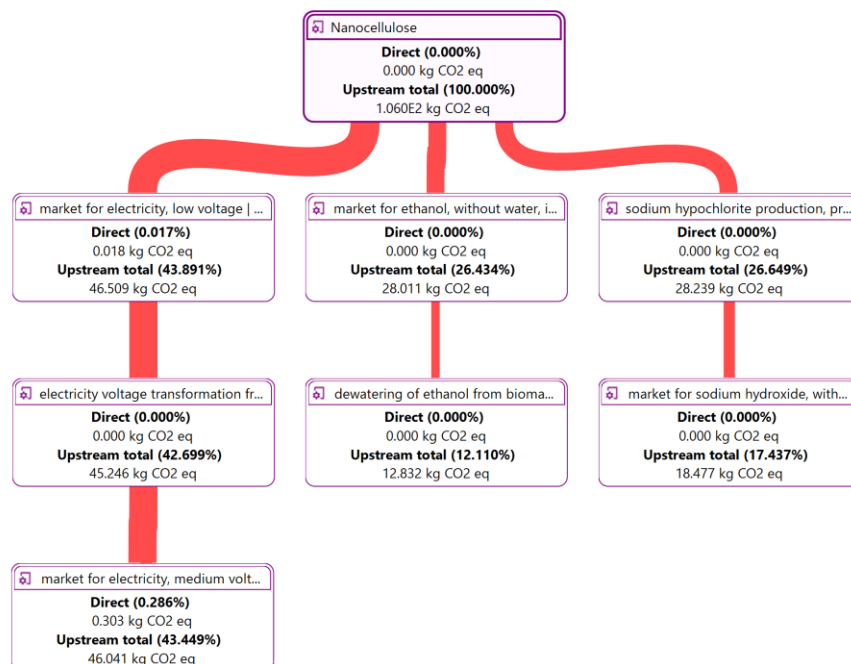 Nanocellulose
Direct (0.000%)
0.000 kg CO2 eq
Upstream total (100.000%)
1.060E2 kg CO2 eq
market for electricity, low voltage | ...
Direct (0.017%)
0.018 kg CO2 eq
Upstream total (43.891%)
46.509 kg CO2 eq
market for ethanol, without water, i...
Direct (0.000%)
0.000 kg CO2 eq
Upstream total (26.434%)
28.011 kg CO2 eq
sodium hypochlorite production, pr...
Direct (0.000%)
0.000 kg CO2 eq
Upstream total (26.649%)
28.239 kg CO2 eq
electricity voltage transformation fr...
Direct (0.000%)
0.000 kg CO2 eq
Upstream total (42.699%)
45.246 kg CO2 eq
dewatering of ethanol from bioma...
Direct (0.000%)
0.000 kg CO2 eq
Upstream total (12.110%)
12.832 kg CO2 eq
market for sodium hydroxide, with...
Direct (0.000%)
0.000 kg CO2 eq
Upstream total (17.437%)
18.477 kg CO2 eq
market for electricity, medium volt...
Direct (0.286%)
0.303 kg CO2 eq
Upstream total (43.449%)
46.041 kg CO2 eq